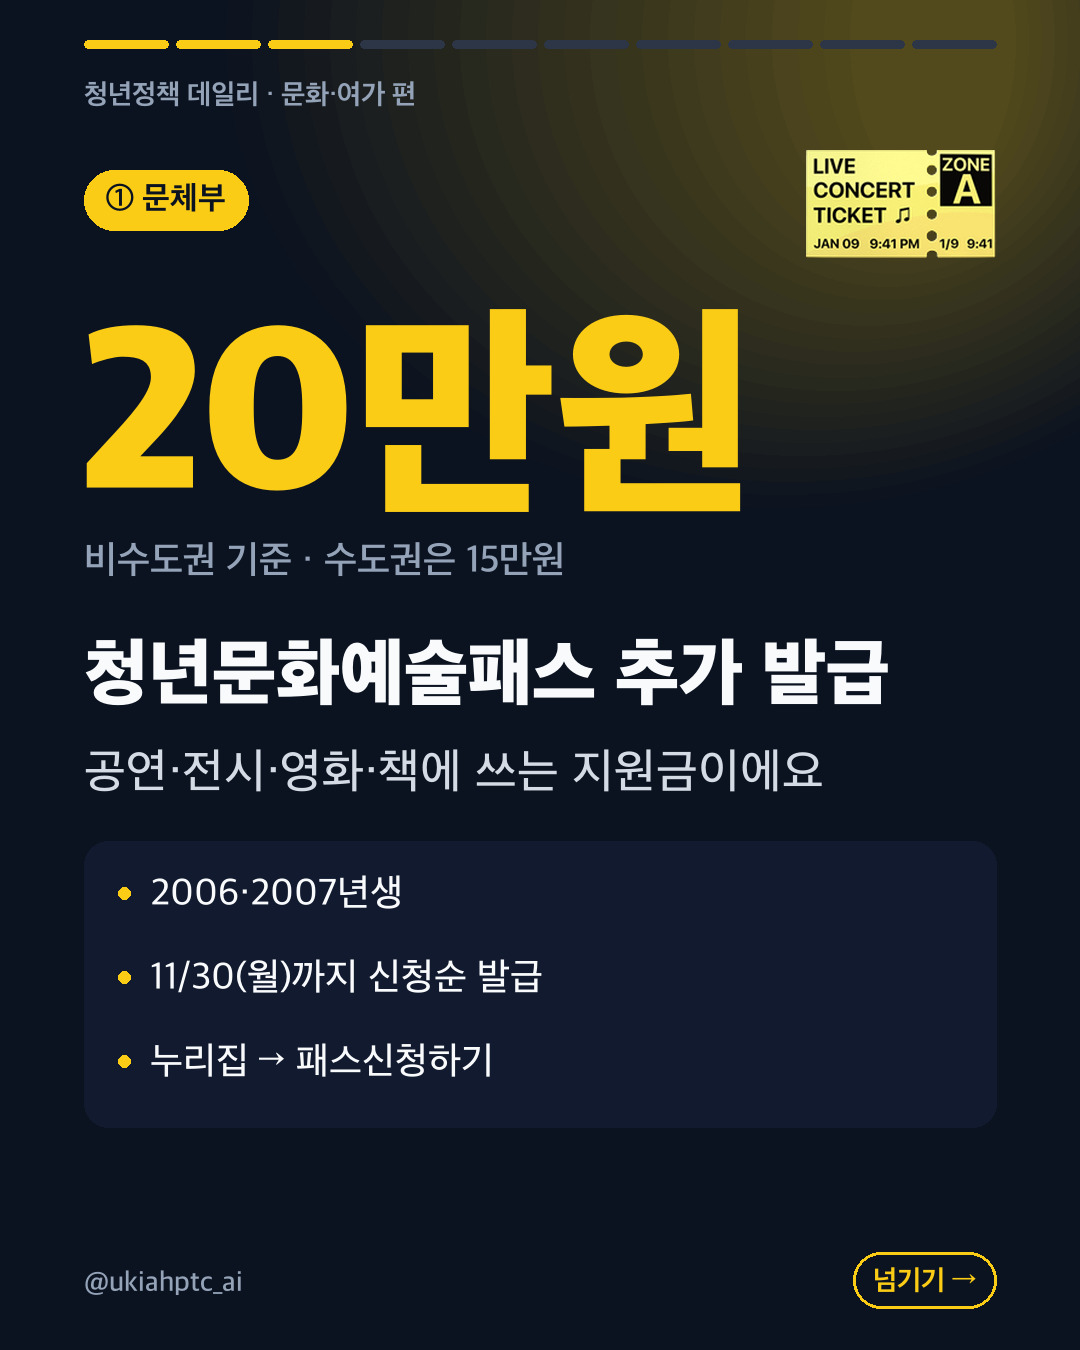 청년정책 데일리 · 문화·여가 편
① 문체부
LIVE
CONCERT
TICKET ♫
JAN 09 9:41 PM
ZONE
A
1/9 9:41
20만원
비수도권 기준 · 수도권은 15만원
청년문화예술패스 추가 발급
공연·전시·영화·책에 쓰는 지원금이에요
• 2006·2007년생
• 11/30(월)까지 신청순 발급
• 누리집 → 패스신청하기
@ukiahptc_ai
넘기기 →